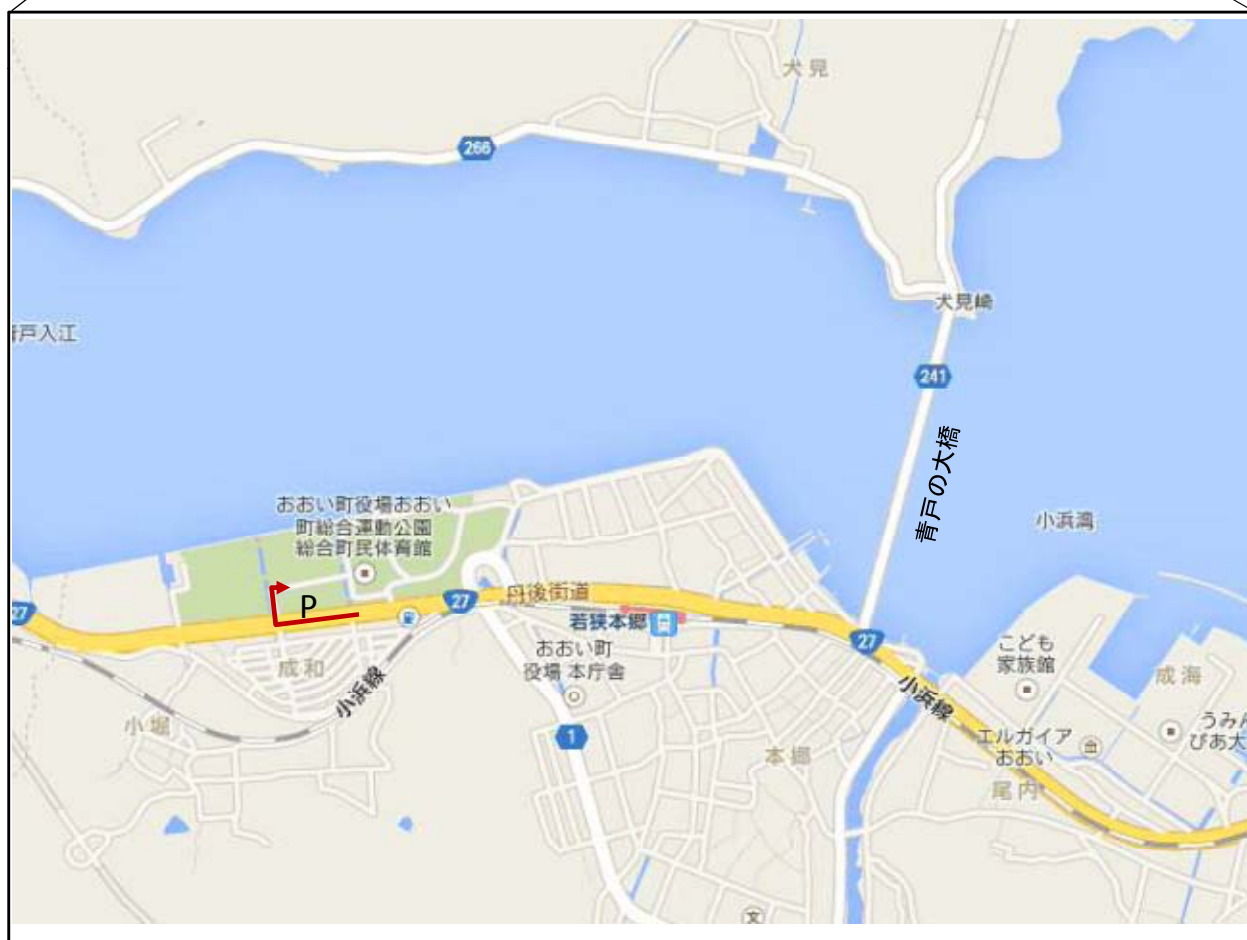 犬見
266
犬見崎
戸入江
241
青戸の大橋
おおい町役場おおい
町総合運動公園
総合町民体育館
小浜湾
P
27
27
丹後街道
若狭本郷
27
こども
家族館
成和
おおい町
役場 本庁舎
小浜線
小浜線
成海
小堀
1
本郷
エルガイア
おおい
うみん
ぴあ大
尾内
文